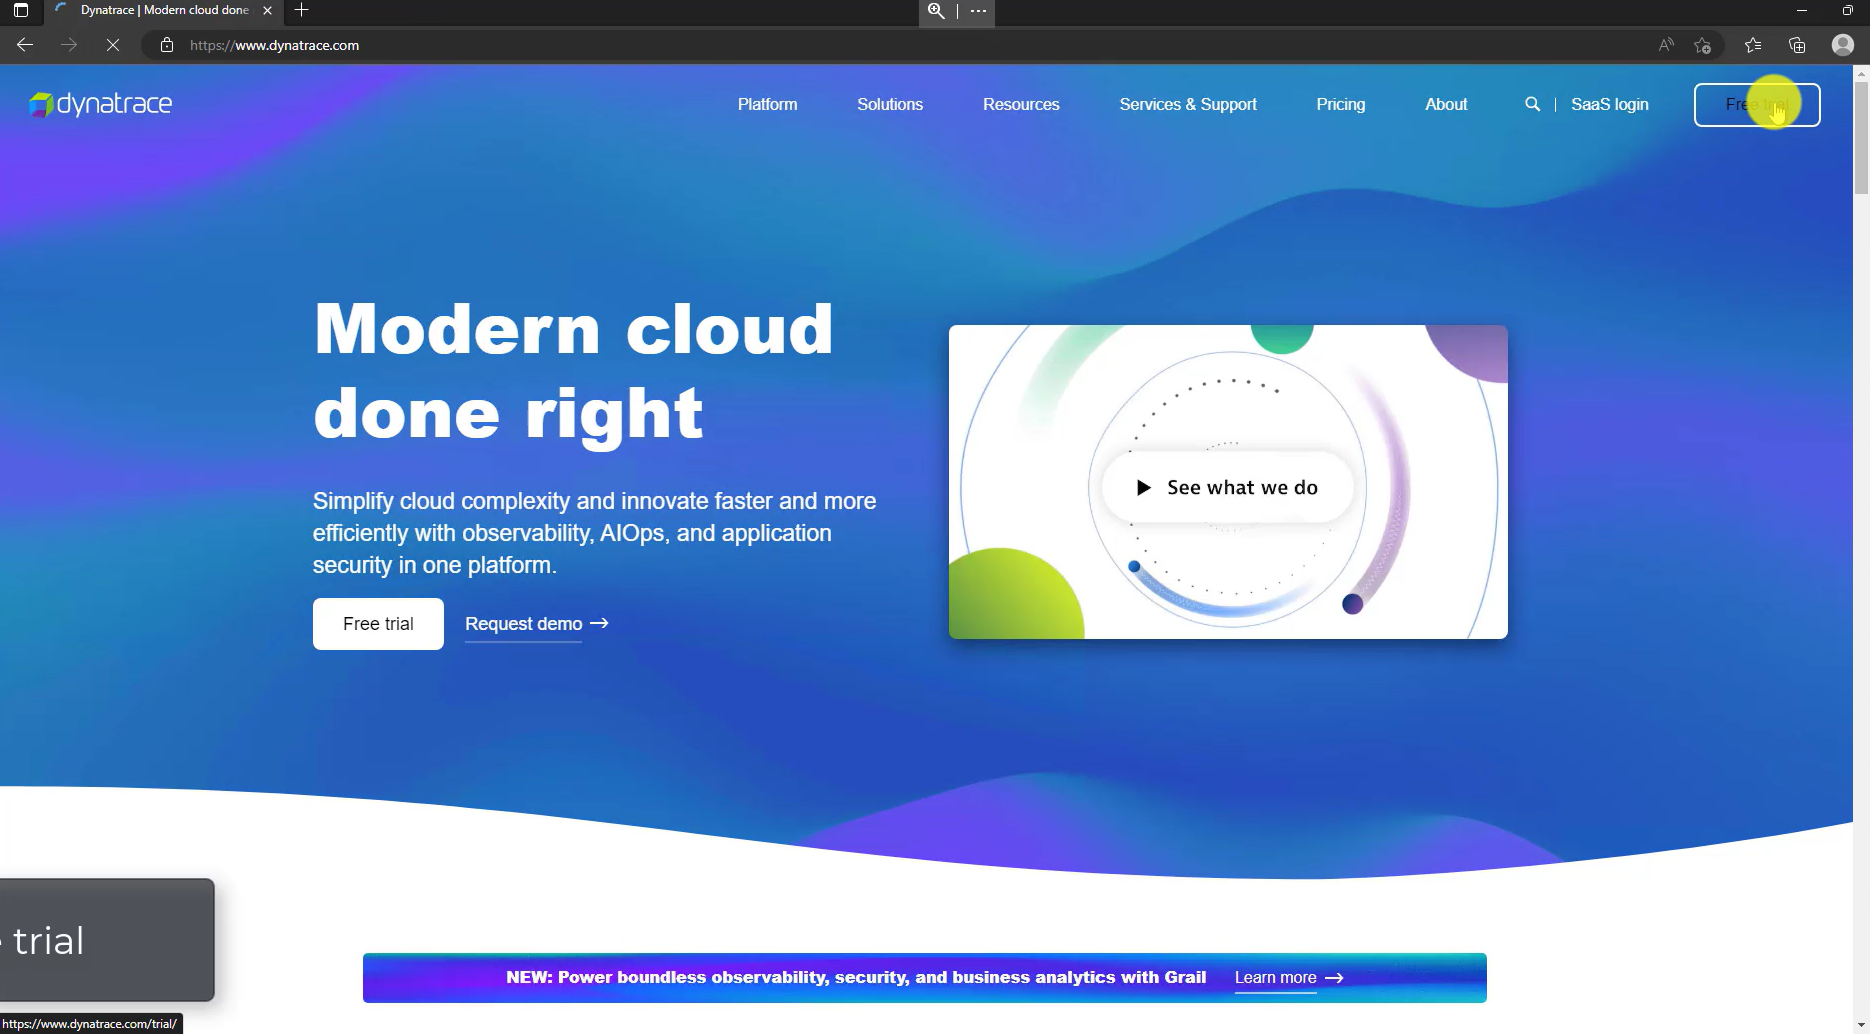 Dynatrace | Modern cloud done
https://www.dynatrace.com
dynatrace
Platform
Solutions
Resources
Services & Support
Pricing
About
SaaS login
Free trial
Modern cloud
done right
Simplify cloud complexity and innovate faster and more
efficiently with observability, AIOps, and application
security in one platform.
Free trial
Request demo →
See what we do
trial
NEW: Power boundless observability, security, and business analytics with Grail Learn more →
https://www.dynatrace.com/trial/